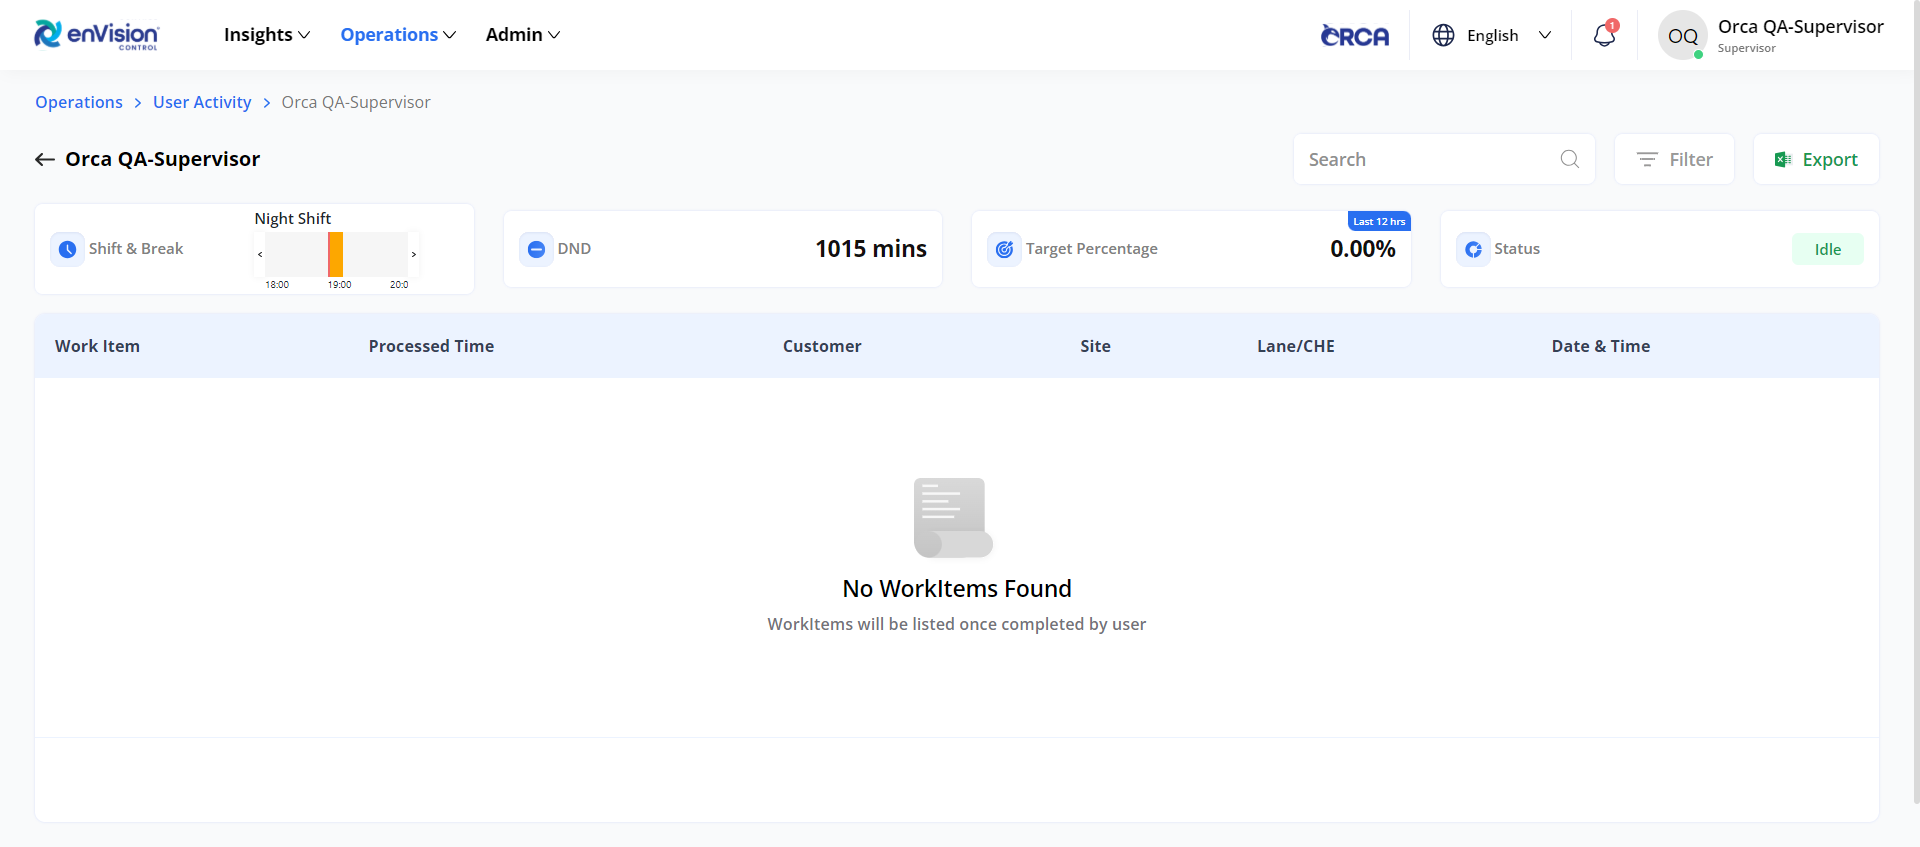 enVision
CONTROL
Insights
Operations
Admin
ORCA
English
1
OQ
Orca QA-Supervisor
Supervisor
Operations > User Activity > Orca QA-Supervisor
Orca QA-Supervisor
Search
Filter
Export
Shift & Break
Night Shift
18:00 19:00 20:0
DND
1015 mins
Last 12 hrs
Target Percentage
0.00%
Status
Idle
Work Item Processed Time Customer Site Lane/CHE Date & Time
No WorkItems Found
WorkItems will be listed once completed by user